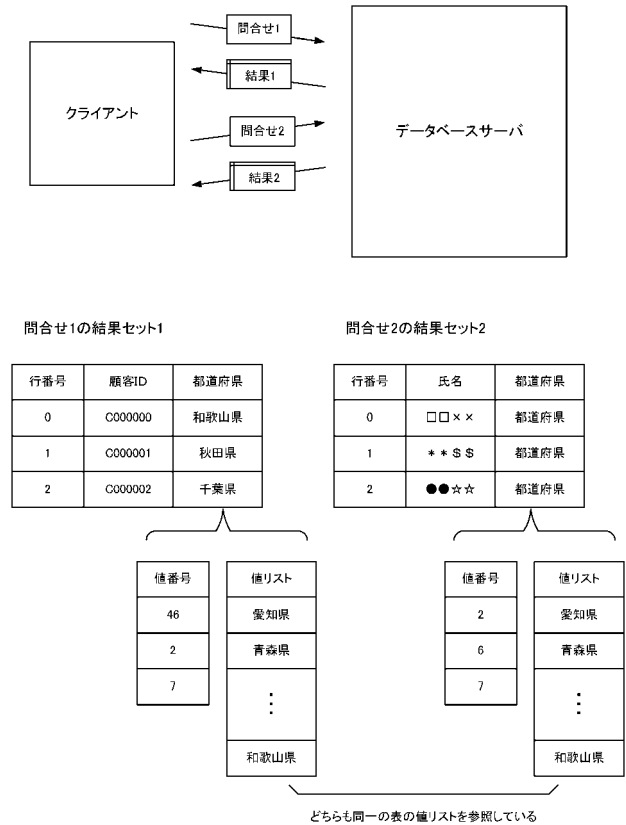 問合せ1
結果1
クライアント
問合せ2
データベースサーバ
結果2
問合せ1の結果セット1
行番号 顧客ID 都道府県
0 C000000 和歌山県
1 C000001 秋田県
2 C000002 千葉県
値番号 値リスト
46 愛知県
2 青森県
7 ⋮
和歌山県
問合せ2の結果セット2
行番号 氏名 都道府県
0 □□×× 都道府県
1 **$$ 都道府県
2 ●●☆☆ 都道府県
値番号 値リスト
2 愛知県
6 青森県
7 ⋮
和歌山県
どちらも同一の表の値リストを参照している